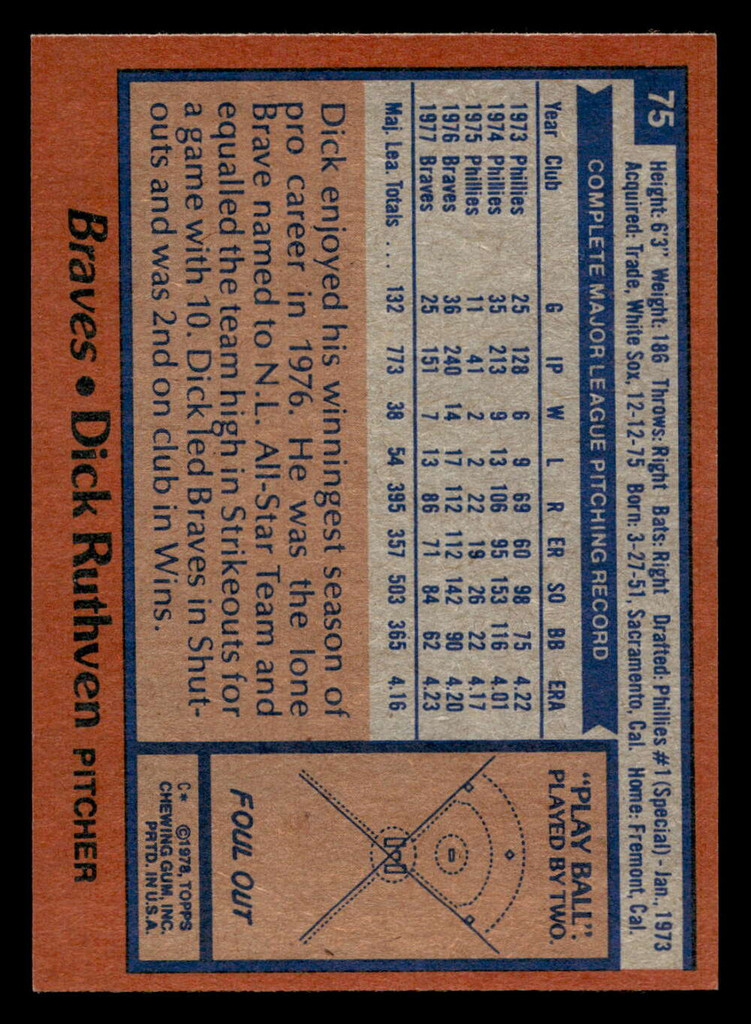 75
Height: 6'3" Weight: 186 Throws: Right Bats: Right Drafted: Phillies #1 (Special) - Jan., 1973
Acquired: Trade, White Sox, 12-12-75 Born: 3-27-51, Sacramento, Cal. Home: Fremont, Cal.
COMPLETE MAJOR LEAGUE PITCHING RECORD
Year Club G IP W L R ER SO BB ERA
1973 Phillies 25 128 6 9 69 60 98 75 4.22
1974 Phillies 35 213 9 13 106 95 153 116 4.01
1975 Phillies 11 41 2 2 22 19 26 22 4.17
1976 Braves 36 240 14 17 112 112 142 90 4.20
1977 Braves 25 151 7 13 86 71 84 62 4.23
Maj. Lea. Totals ... 132 773 38 54 395 357 503 365 4.16
Dick enjoyed his winningest season of
pro career in 1976. He was the lone
Brave named to N.L. All-Star Team and
equalled the team high in Strikeouts for
a game with 10. Dick led Braves in Shut-
outs and was 2nd on club in Wins.
"PLAY BALL":
PLAYED BY TWO.
FOUL OUT
C* ©1978, TOPPS
CHEWING GUM, INC.
PRTD. IN U.S.A.
Braves • Dick Ruthven PITCHER